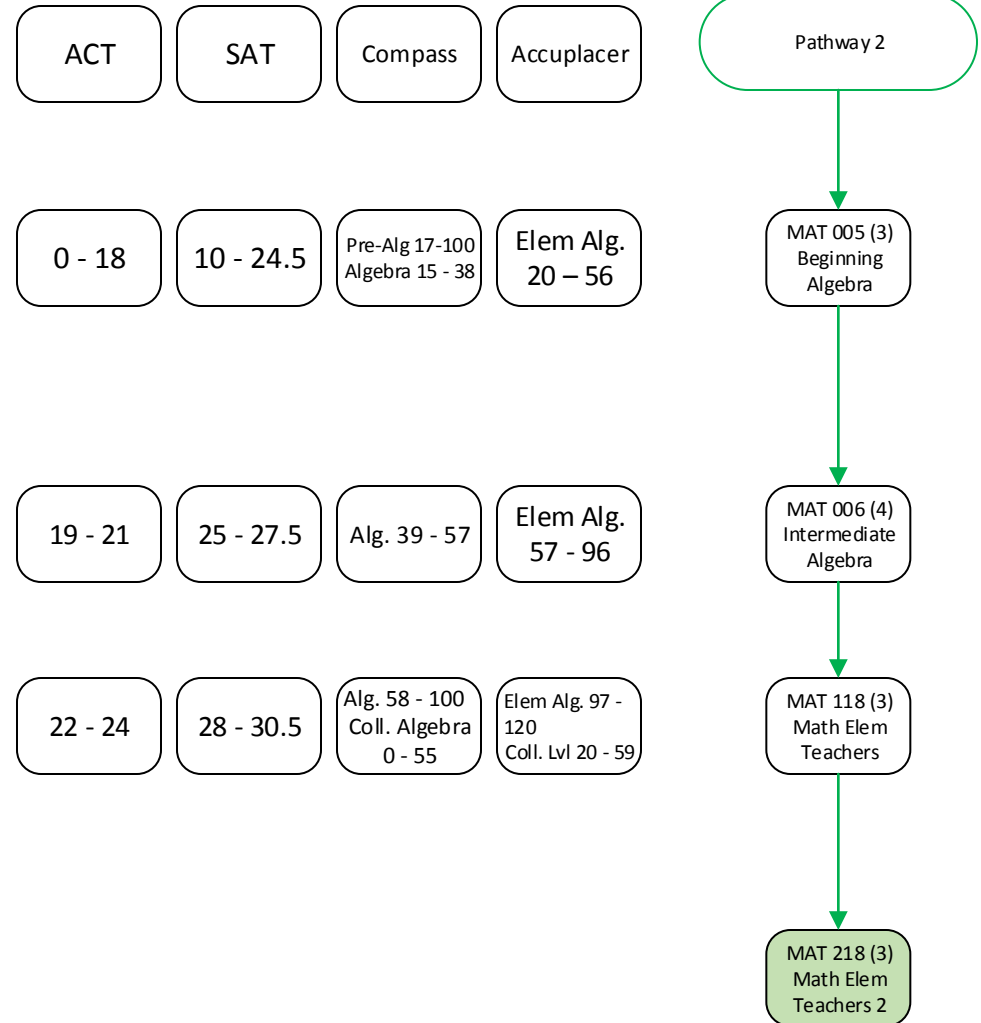 ACT
SAT
Compass
Accuplacer
Pathway 2
0 - 18
10 - 24.5
Pre-Alg 17-100
Algebra 15 - 38
Elem Alg.
20 – 56
MAT 005 (3)
Beginning
Algebra
19 - 21
25 - 27.5
Alg. 39 - 57
Elem Alg.
57 - 96
MAT 006 (4)
Intermediate
Algebra
22 - 24
28 - 30.5
Alg. 58 - 100
Coll. Algebra
0 - 55
Elem Alg. 97 -
120
Coll. Lvl 20 - 59
MAT 118 (3)
Math Elem
Teachers
MAT 218 (3)
Math Elem
Teachers 2